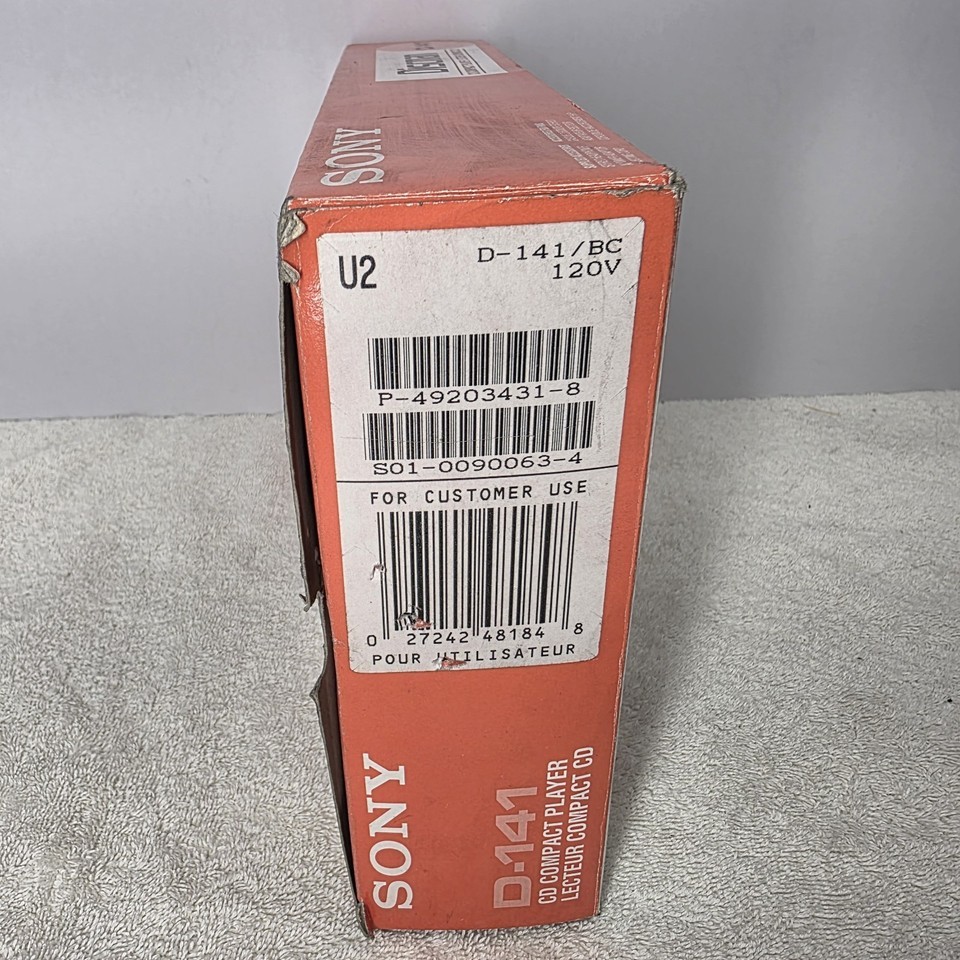 Discman
SONY
U2
D-141/BC
120V
P-49203431-8
S01-0090063-4
FOR CUSTOMER USE
0 27242 48184 8
POUR UTILISATEUR
SONY
D-141
CD COMPACT PLAYER
LECTEUR COMPACT CD